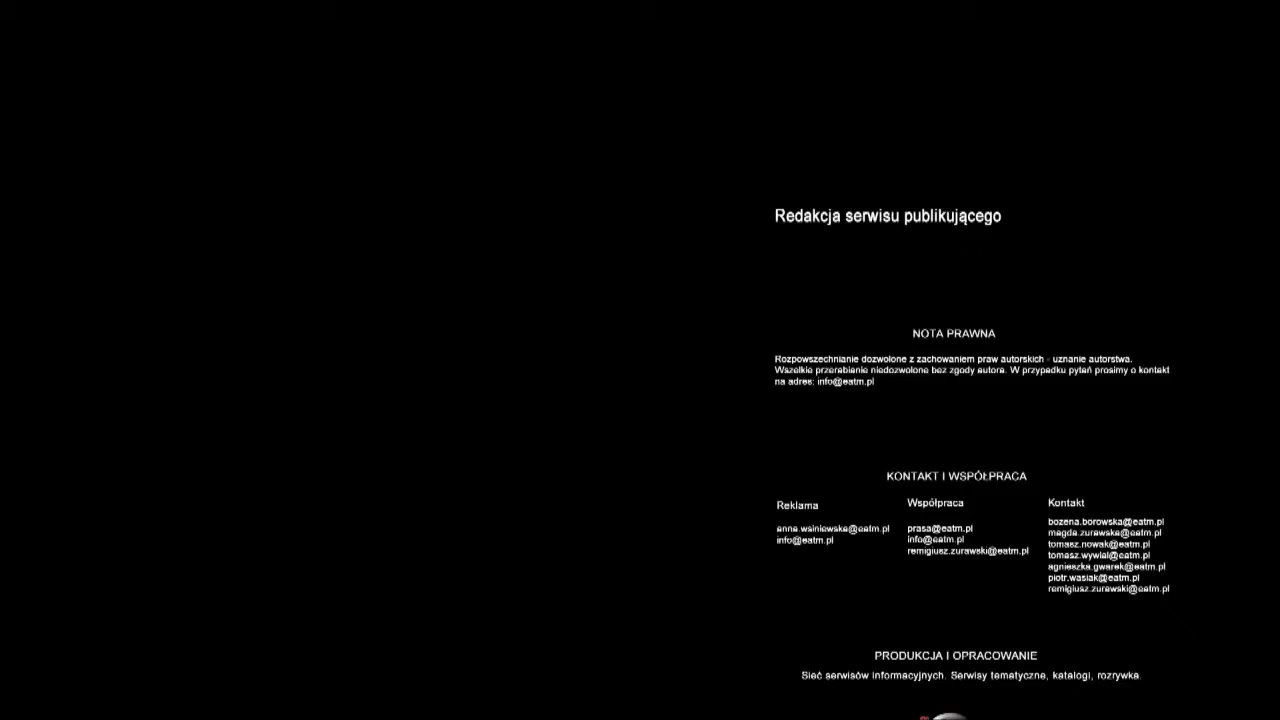 Redakcja serwisu publikującego
NOTA PRAWNA
Rozpowszechnianie dozwolone z zachowaniem praw autorskich - uznanie autorstwa.
Wszelkie przerabianie niedozwolone bez zgody autora. W przypadku pytań prosimy o kontakt
na adres: info@eatm.pl
KONTAKT I WSPÓŁPRACA
Reklama
anna.wsiniewska@eatm.pl
info@eatm.pl
Współpraca
prasa@eatm.pl
info@eatm.pl
remigiusz.zurawski@eatm.pl
Kontakt
bozena.borowska@eatm.pl
magda.zurawska@eatm.pl
tomasz.nowak@eatm.pl
tomasz.wywial@eatm.pl
agnieszka.gwarek@eatm.pl
piotr.wasiak@eatm.pl
remigiusz.zurawski@eatm.pl
PRODUKCJA I OPRACOWANIE
Sieć serwisów informacyjnych. Serwisy tematyczne, katalogi, rozrywka.